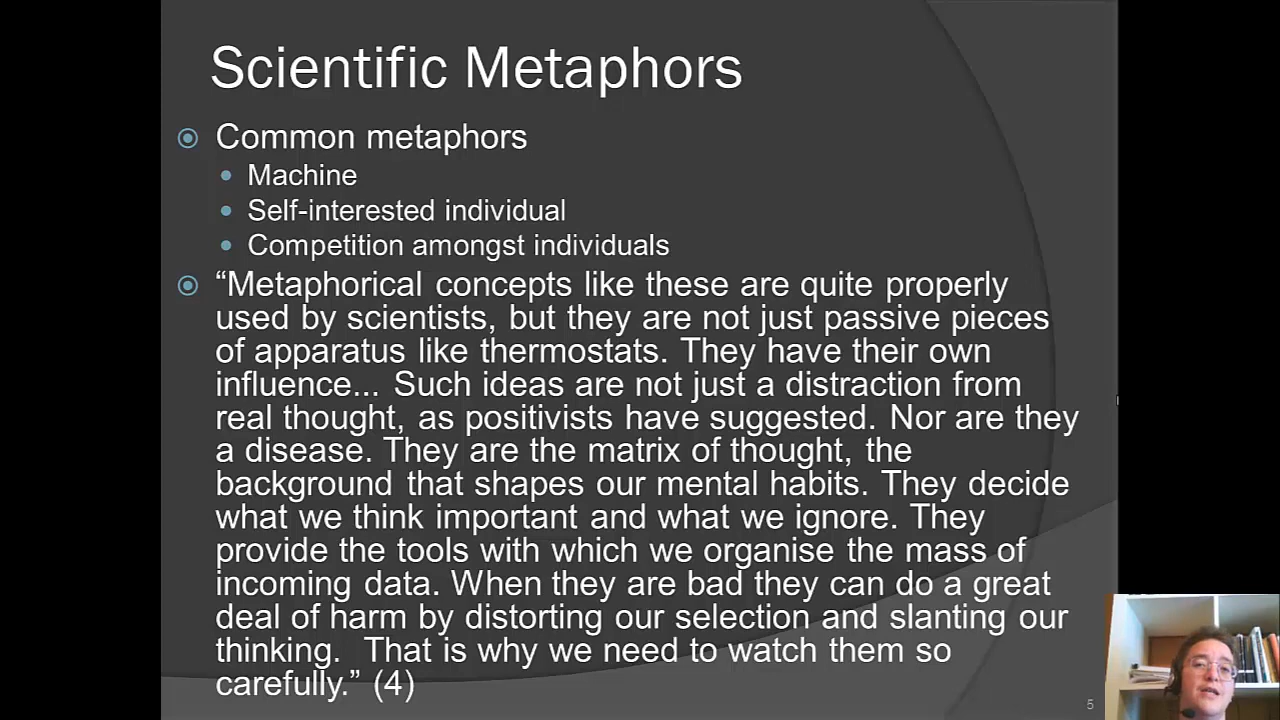 Scientific Metaphors
Common metaphors
Machine
Self-interested individual
Competition amongst individuals
“Metaphorical concepts like these are quite properly
used by scientists, but they are not just passive pieces
of apparatus like thermostats. They have their own
influence... Such ideas are not just a distraction from
real thought, as positivists have suggested. Nor are they
a disease. They are the matrix of thought, the
background that shapes our mental habits. They decide
what we think important and what we ignore. They
provide the tools with which we organise the mass of
incoming data. When they are bad they can do a great
deal of harm by distorting our selection and slanting our
thinking.  That is why we need to watch them so
carefully.” (4)
5